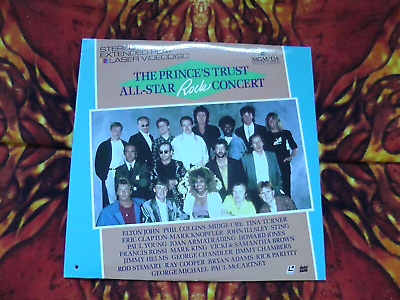 STEREO
EXTENDED PLAY
LASER VIDEODISC
MGM/UA
THE PRINCE'S TRUST
ALL-STAR Rock CONCERT
ELTON JOHN PHIL COLLINS MIDGE URE TINA TURNER
ERIC CLAPTON MARK KNOPFLER JOHN ILLSLEY STING
PAUL YOUNG JOAN ARMATRADING HOWARD JONES
FRANCIS ROSSI MARK KING VICKI & SAMANTHA BROWN
JIMMY HELMS GEORGE CHANDLER JIMMY CHAMBERS
ROD STEWART RAY COOPER BRYAN ADAMS RICK PARFITT
GEORGE MICHAEL PAUL McCARTNEY